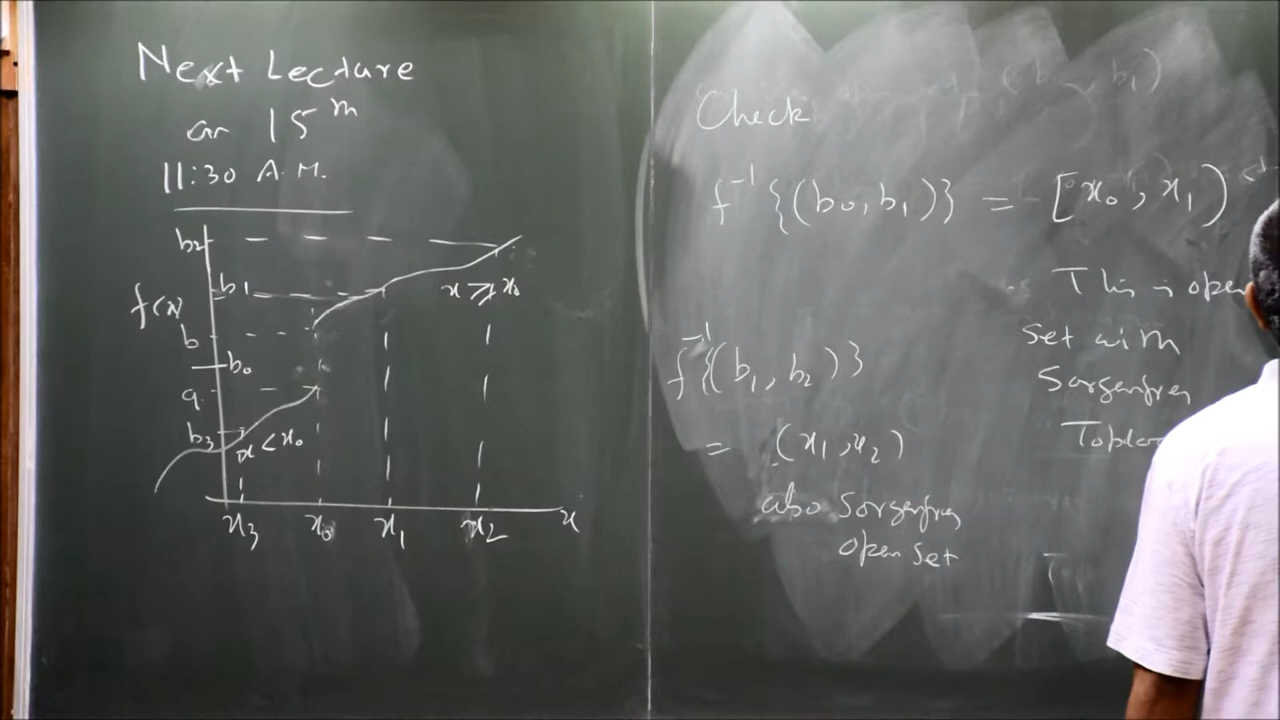 Next Lecture
on 15th
11:30 A.M.
b2
b1
f(x)
x ⩾ x0
b
b0
a
b3
x < x0
x3 x0 x1 x2 x
Check
f⁻¹{(b0, b1)} = [x0, x1)
This is open
set with
Sorgenfrey
f⁻¹{(b1, b2)}
= (x1, x2)
also Sorgenfrey
open set